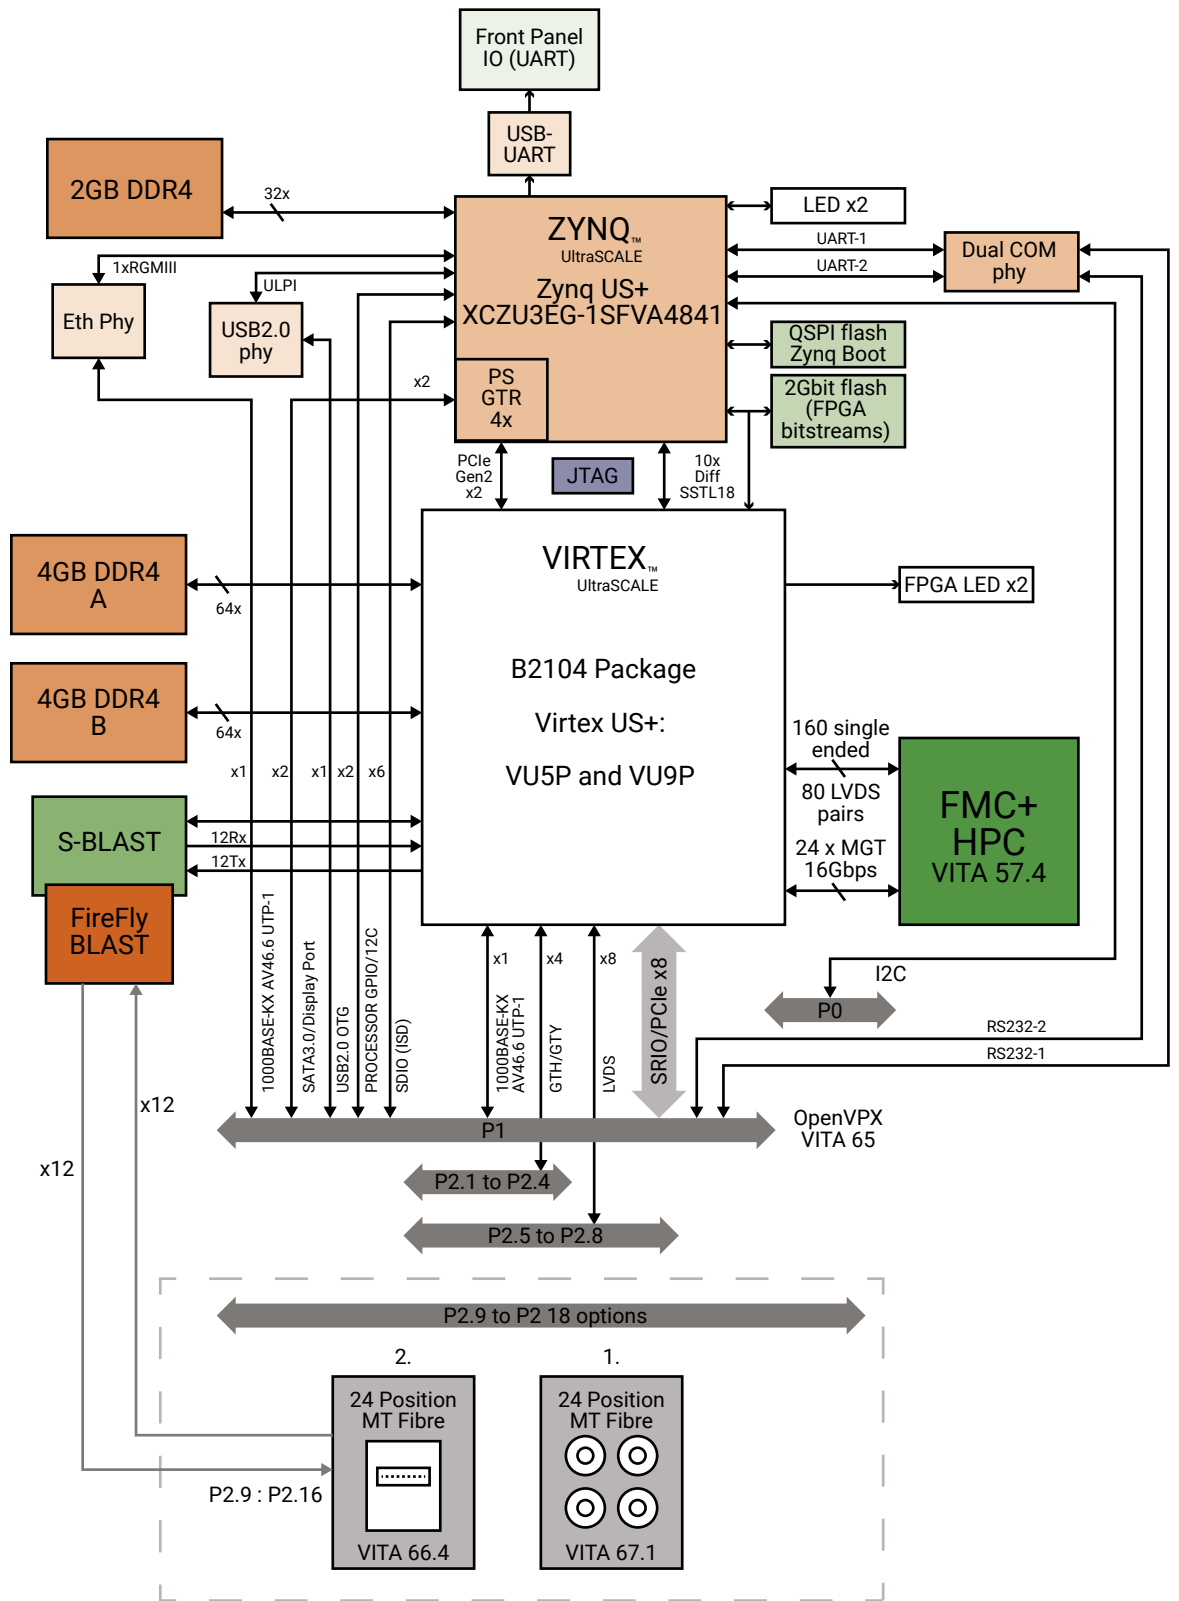 Front Panel
IO (UART)
USB-
UART
2GB DDR4
32x
ZYNQ™
UltraSCALE
Zynq US+
XCZU3EG-1SFVA4841
LED x2
UART-1
UART-2
Dual COM
phy
1xRGMIII
ULPI
Eth Phy
USB2.0
phy
QSPI flash
Zynq Boot
x2
PS
GTR
4x
2Gbit flash
(FPGA
bitstreams)
PCIe
Gen2
x2
JTAG
10x
Diff
SSTL18
4GB DDR4
A
64x
VIRTEX™
UltraSCALE
FPGA LED x2
B2104 Package
Virtex US+:
VU5P and VU9P
4GB DDR4
B
64x
x1
x2
x1
x2
x6
160 single
ended
80 LVDS
pairs
24 x MGT
16Gbps
FMC+
HPC
VITA 57.4
S-BLAST
12Rx
12Tx
FireFly
BLAST
1000BASE-KX AV46.6 UTP-1
SATA3.0/Display Port
USB2.0 OTG
PROCESSOR GPIO/12C
SDIO (ISD)
x1
x4
x8
1000BASE-KX
AV46.6 UTP-1
GTH/GTY
LVDS
SRIO/PCIe x8
I2C
P0
RS232-2
RS232-1
x12
x12
P1
OpenVPX
VITA 65
P2.1 to P2.4
P2.5 to P2.8
P2.9 to P2 18 options
2.
1.
24 Position
MT Fibre
VITA 66.4
24 Position
MT Fibre
VITA 67.1
P2.9 : P2.16